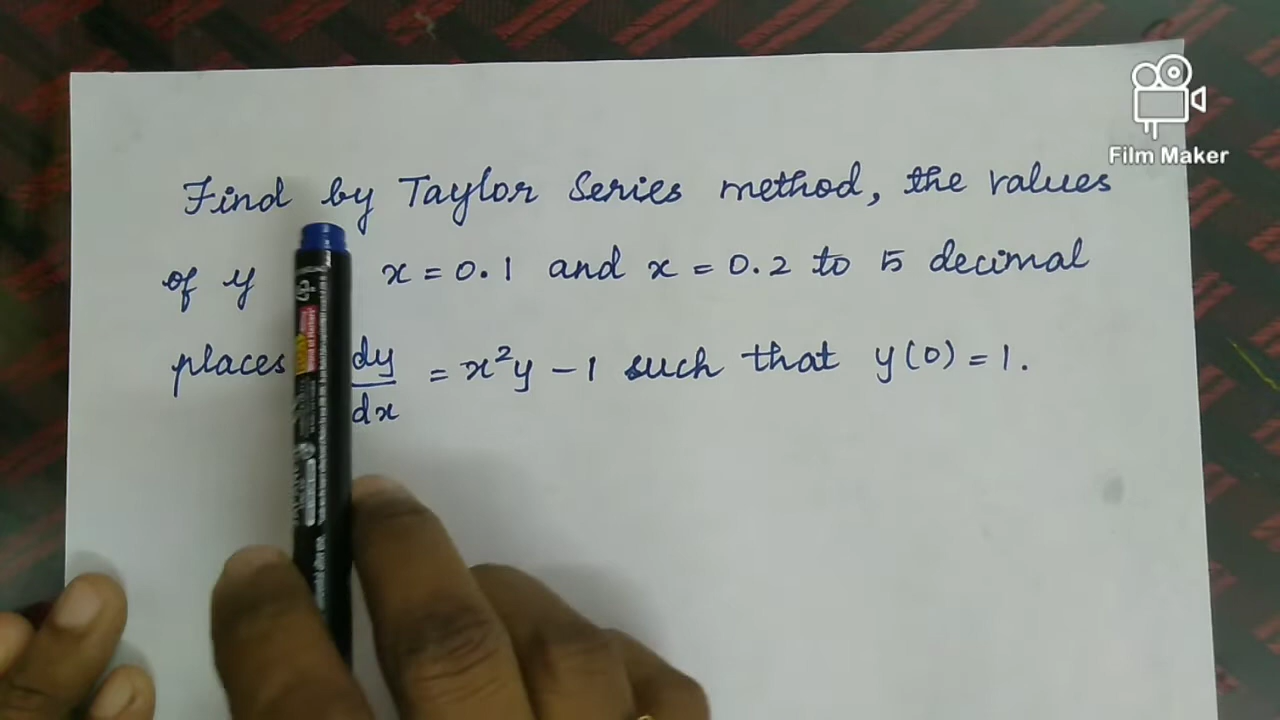 Find by Taylor Series method, the values
of y x = 0.1 and x = 0.2 to 5 decimal
places dy/dx = x²y - 1 such that y(0) = 1.
Film Maker